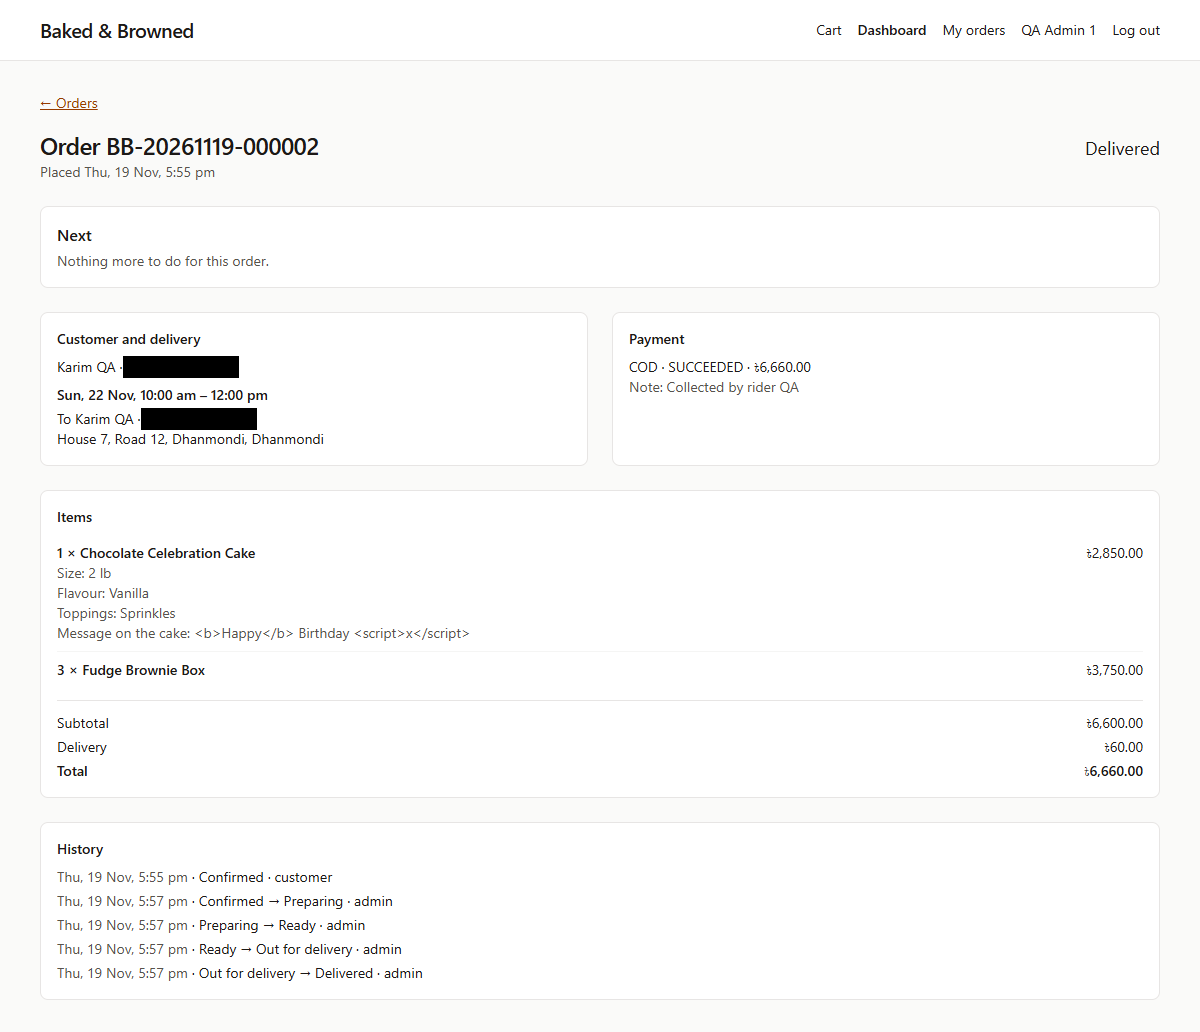 Baked & Browned
Cart Dashboard My orders QA Admin 1 Log out
← Orders
Order BB-20261119-000002
Delivered
Placed Thu, 19 Nov, 5:55 pm
Next
Nothing more to do for this order.
Customer and delivery
Karim QA ·
Sun, 22 Nov, 10:00 am – 12:00 pm
To Karim QA ·
House 7, Road 12, Dhanmondi, Dhanmondi
Payment
COD · SUCCEEDED · ৳6,660.00
Note: Collected by rider QA
Items
1 × Chocolate Celebration Cake ৳2,850.00
Size: 2 lb
Flavour: Vanilla
Toppings: Sprinkles
Message on the cake: <b>Happy</b> Birthday <script>x</script>
3 × Fudge Brownie Box ৳3,750.00
Subtotal ৳6,600.00
Delivery ৳60.00
Total ৳6,660.00
History
Thu, 19 Nov, 5:55 pm · Confirmed · customer
Thu, 19 Nov, 5:57 pm · Confirmed → Preparing · admin
Thu, 19 Nov, 5:57 pm · Preparing → Ready · admin
Thu, 19 Nov, 5:57 pm · Ready → Out for delivery · admin
Thu, 19 Nov, 5:57 pm · Out for delivery → Delivered · admin